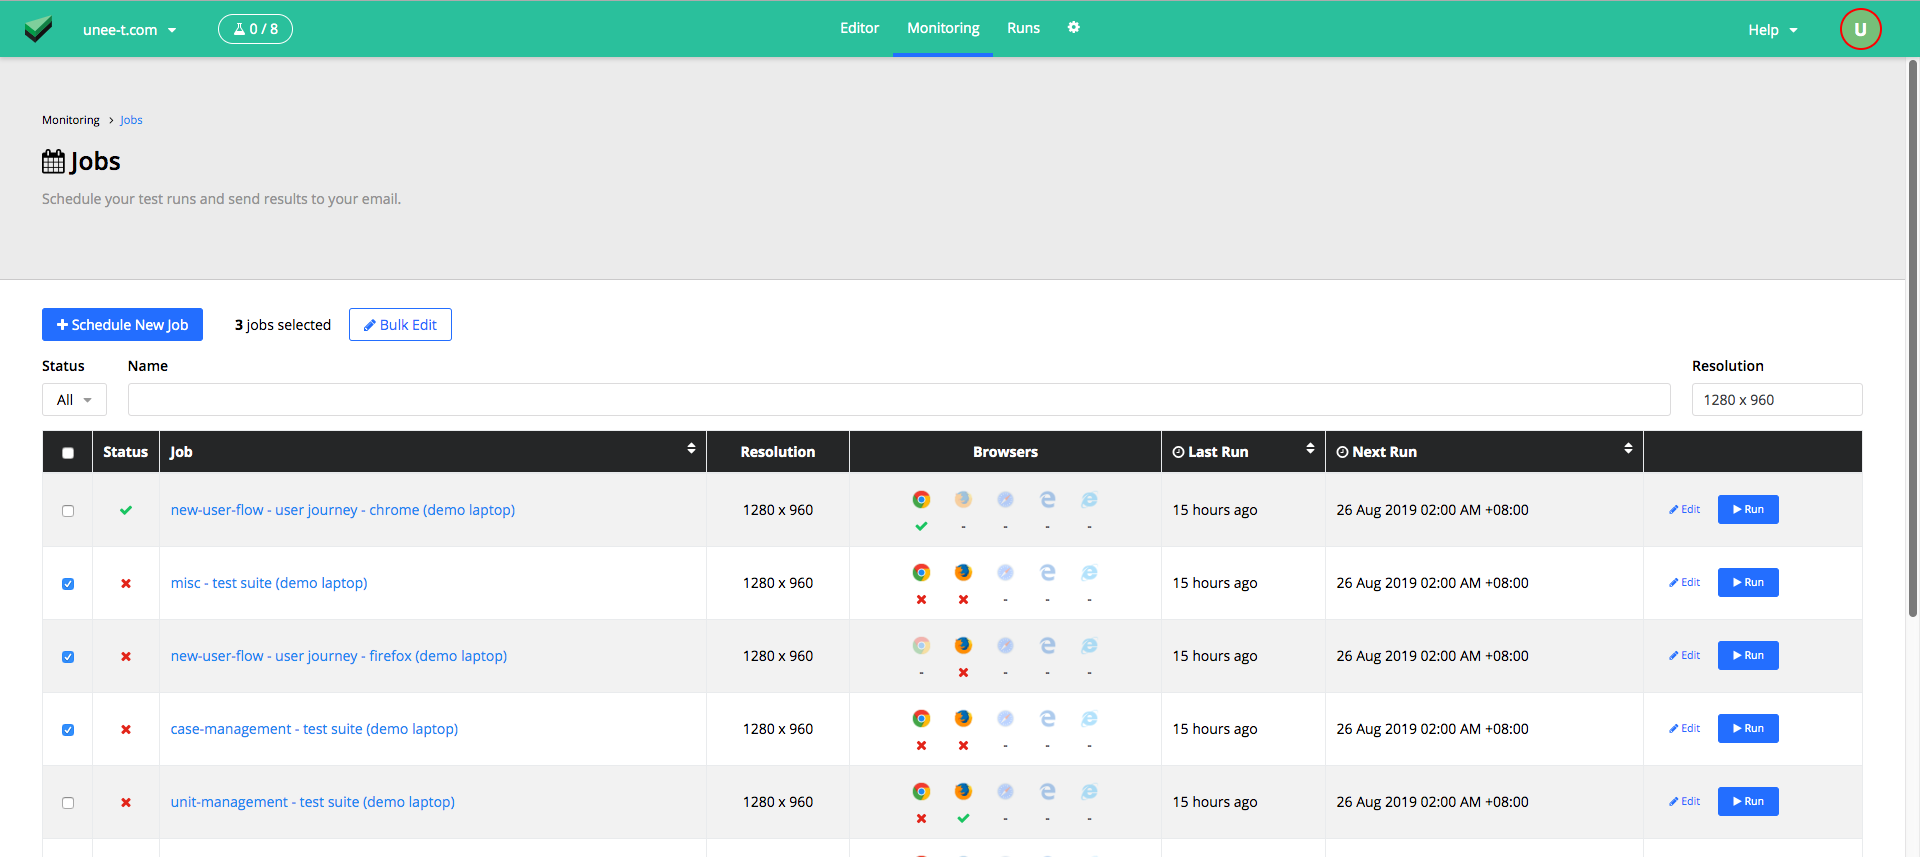 unee-t.com
0 / 8
Editor
Monitoring
Runs
Help
U
Monitoring > Jobs
Jobs
Schedule your test runs and send results to your email.
Schedule New Job
3 jobs selected
Bulk Edit
Status
Name
Resolution
All
1280 x 960
Status Job Resolution Browsers Last Run Next Run
new-user-flow - user journey - chrome (demo laptop) 1280 x 960 15 hours ago 26 Aug 2019 02:00 AM +08:00 Edit Run
- - - -
misc - test suite (demo laptop) 1280 x 960 15 hours ago 26 Aug 2019 02:00 AM +08:00 Edit Run
- - -
new-user-flow - user journey - firefox (demo laptop) 1280 x 960 15 hours ago 26 Aug 2019 02:00 AM +08:00 Edit Run
- - - -
case-management - test suite (demo laptop) 1280 x 960 15 hours ago 26 Aug 2019 02:00 AM +08:00 Edit Run
- - -
unit-management - test suite (demo laptop) 1280 x 960 15 hours ago 26 Aug 2019 02:00 AM +08:00 Edit Run
- - -